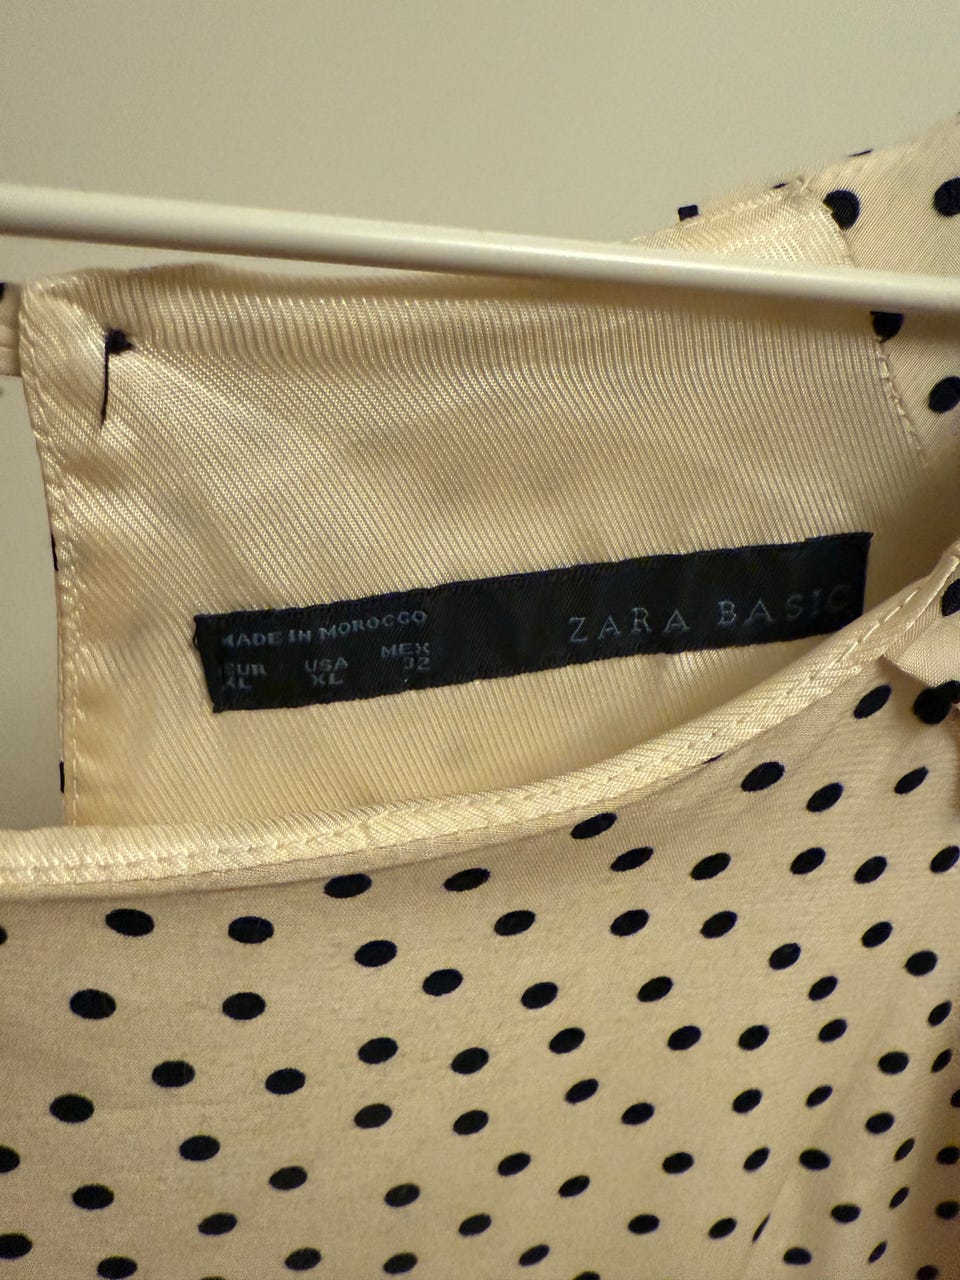 MADE IN MOROCCO
EUR USA MEX
XL XL 32
ZARA BASIC